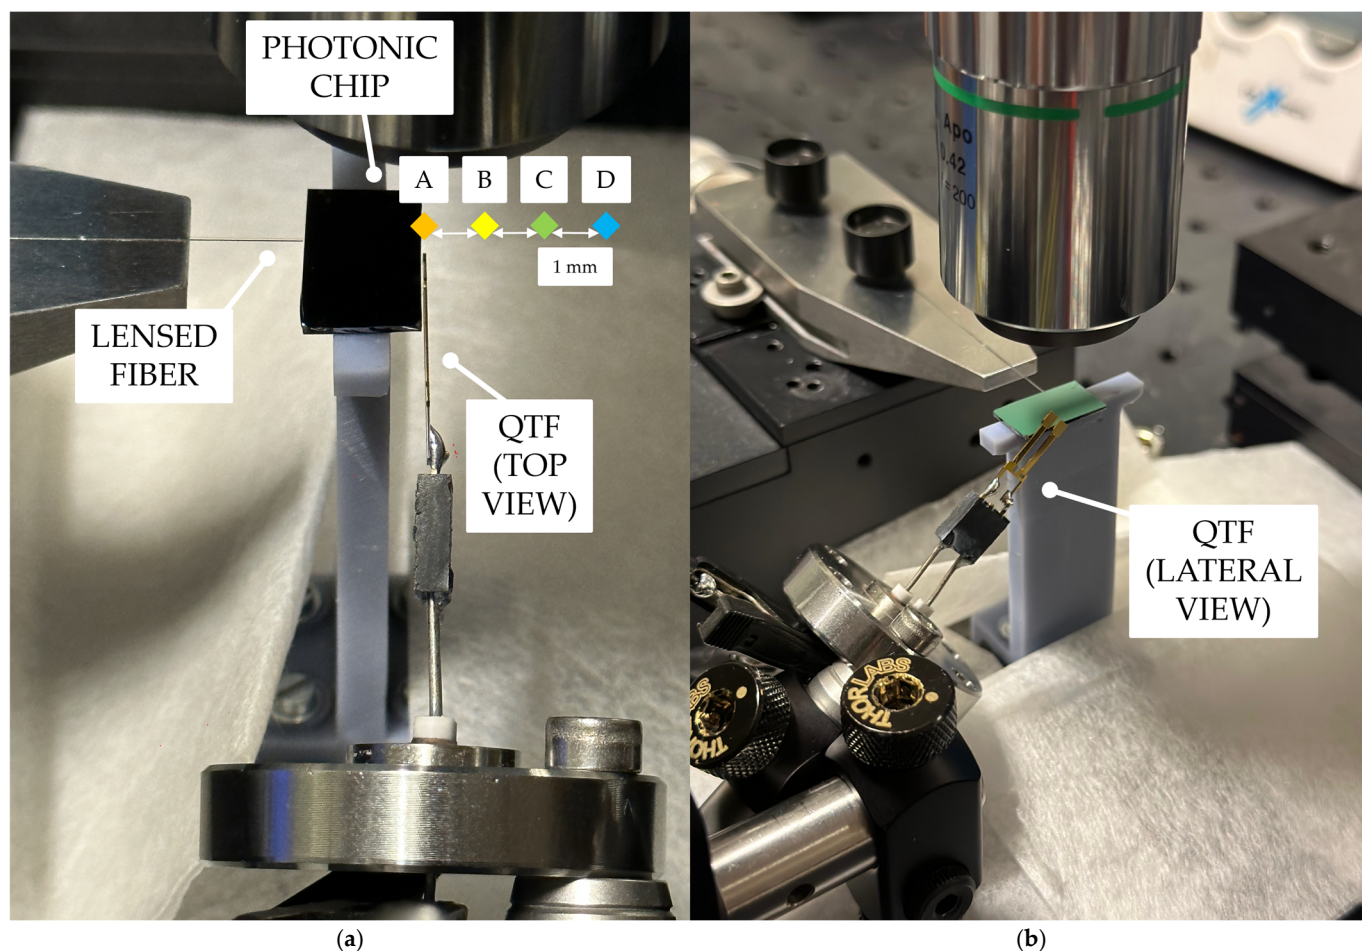 PHOTONIC
CHIP
A
B
C
D
1 mm
LENSED
FIBER
QTF
(TOP
VIEW)
Apo
0.42
= 200
QTF
(LATERAL
VIEW)
THORLABS
THORLABS
(a)
(b)